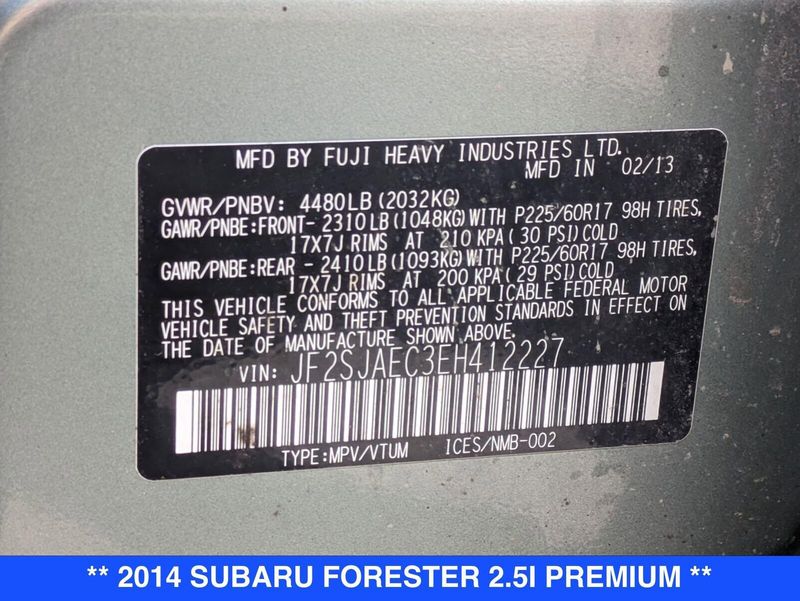 MFD BY FUJI HEAVY INDUSTRIES LTD.
MFD IN 02/13
GVWR/PNBV: 4480LB (2032KG)
GAWR/PNBE:FRONT- 2310LB (1048KG) WITH P225/60R17 98H TIRES,
17X7J RIMS AT 210 KPA ( 30 PSI) COLD
GAWR/PNBE:REAR - 2410LB (1093KG) WITH P225/60R17 98H TIRES,
17X7J RIMS AT 200 KPA ( 29 PSI) COLD
THIS VEHICLE CONFORMS TO ALL APPLICABLE FEDERAL MOTOR
VEHICLE SAFETY AND THEFT PREVENTION STANDARDS IN EFFECT ON
THE DATE OF MANUFACTURE SHOWN ABOVE.
VIN: JF2SJAEC3EH412227
TYPE:MPV/VTUM ICES/NMB-002
** 2014 SUBARU FORESTER 2.5I PREMIUM **